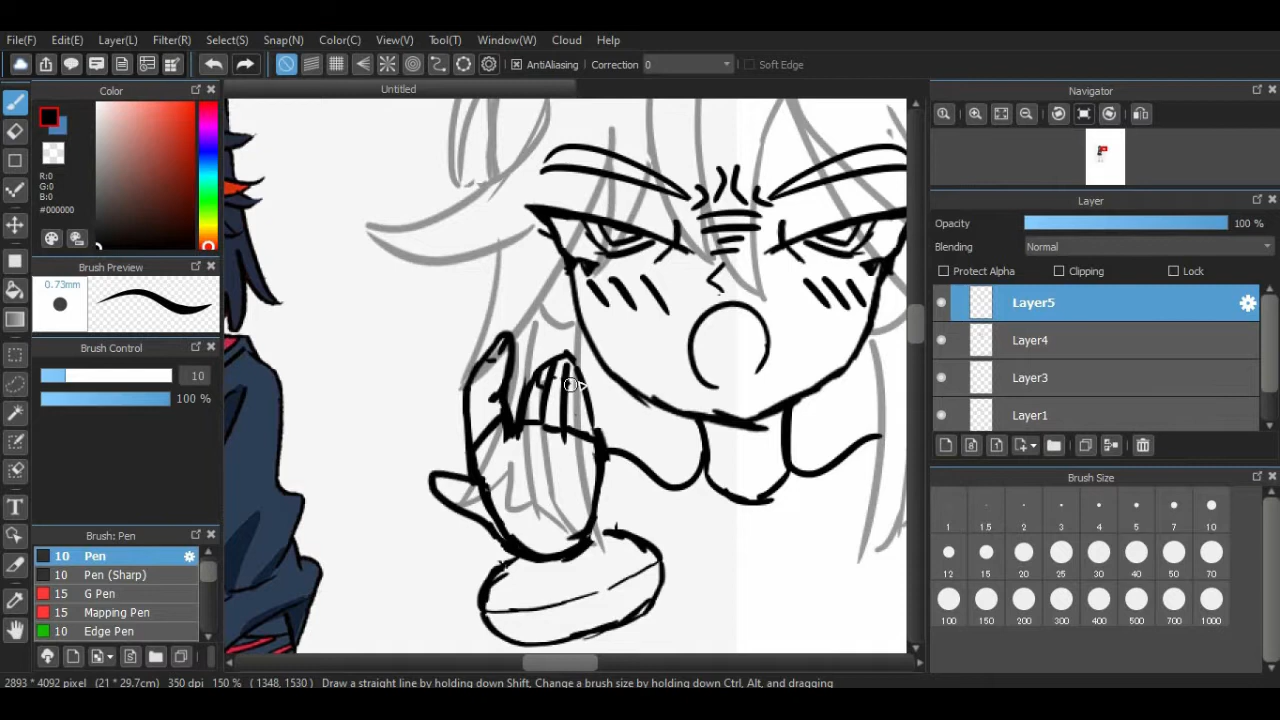 File(F) Edit(E) Layer(L) Filter(R) Select(S) Snap(N) Color(C) View(V) Tool(T) Window(W) Cloud Help
AntiAliasing Correction 0 Soft Edge
Color
Untitled
Navigator
R:0
G:0
B:0
#000000
Layer
Opacity 100 %
Blending Normal
Protect Alpha Clipping Lock
Brush Preview
0.73mm
Layer5
Layer4
Layer3
Layer1
Brush Control
10
100 %
Brush Size
1 1.5 2 3 4 5 7 10
12 15 20 25 30 40 50 70
100 150 200 300 400 500 700 1000
Brush: Pen
10 Pen
10 Pen (Sharp)
15 G Pen
15 Mapping Pen
10 Edge Pen
2893 * 4092 pixel (21 * 29.7cm) 350 dpi 150 % ( 1348, 1530 ) Draw a straight line by holding down Shift, Change a brush size by holding down Ctrl, Alt, and dragging